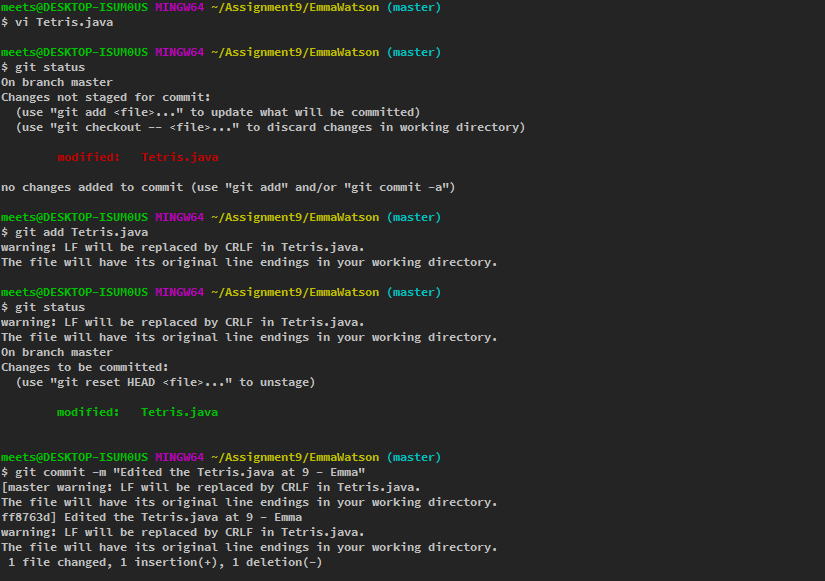 meets@DESKTOP-ISUM0US MINGW64 ~/Assignment9/EmmaWatson (master)
$ vi Tetris.java
meets@DESKTOP-ISUM0US MINGW64 ~/Assignment9/EmmaWatson (master)
$ git status
On branch master
Changes not staged for commit:
  (use "git add <file>..." to update what will be committed)
  (use "git checkout -- <file>..." to discard changes in working directory)
        modified:   Tetris.java
no changes added to commit (use "git add" and/or "git commit -a")
meets@DESKTOP-ISUM0US MINGW64 ~/Assignment9/EmmaWatson (master)
$ git add Tetris.java
warning: LF will be replaced by CRLF in Tetris.java.
The file will have its original line endings in your working directory.
meets@DESKTOP-ISUM0US MINGW64 ~/Assignment9/EmmaWatson (master)
$ git status
warning: LF will be replaced by CRLF in Tetris.java.
The file will have its original line endings in your working directory.
On branch master
Changes to be committed:
  (use "git reset HEAD <file>..." to unstage)
        modified:   Tetris.java
meets@DESKTOP-ISUM0US MINGW64 ~/Assignment9/EmmaWatson (master)
$ git commit -m "Edited the Tetris.java at 9 - Emma"
[master warning: LF will be replaced by CRLF in Tetris.java.
The file will have its original line endings in your working directory.
ff8763d] Edited the Tetris.java at 9 - Emma
warning: LF will be replaced by CRLF in Tetris.java.
The file will have its original line endings in your working directory.
 1 file changed, 1 insertion(+), 1 deletion(-)